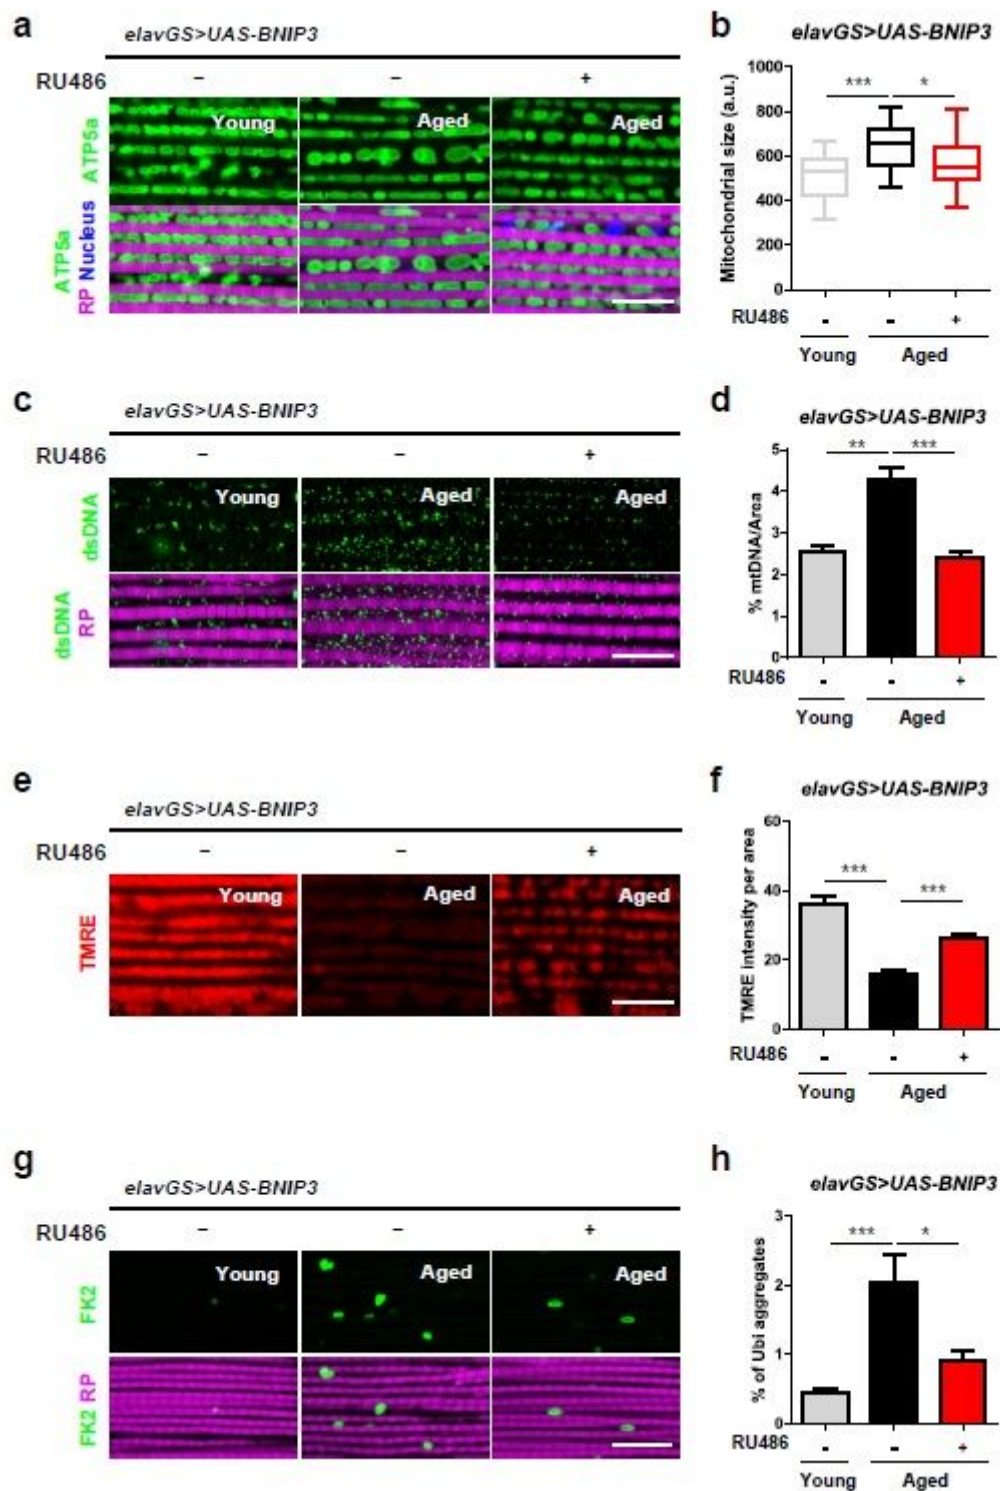 a
elavGS>UAS-BNIP3
RU486 – – +
ATP5a
Young
Aged
Aged
ATP5a
RP Nucleus
b
elavGS>UAS-BNIP3
Mitochondrial size (a.u.)
1000
800
600
400
200
0
*** *
RU486 - - +
Young Aged
c
elavGS>UAS-BNIP3
RU486 – – +
dsDNA
Young
Aged
Aged
dsDNA
RP
d
elavGS>UAS-BNIP3
% mtDNA/Area
5
4
3
2
1
0
** ***
RU486 - - +
Young Aged
e
elavGS>UAS-BNIP3
RU486 – – +
TMRE
Young
Aged
Aged
f
elavGS>UAS-BNIP3
TMRE intensity per area
60
40
20
0
*** ***
RU486 - - +
Young Aged
g
elavGS>UAS-BNIP3
RU486 – – +
FK2
Young
Aged
Aged
FK2 RP
h
elavGS>UAS-BNIP3
% of Ubi aggregates
3
2
1
0
*** *
RU486 - - +
Young Aged